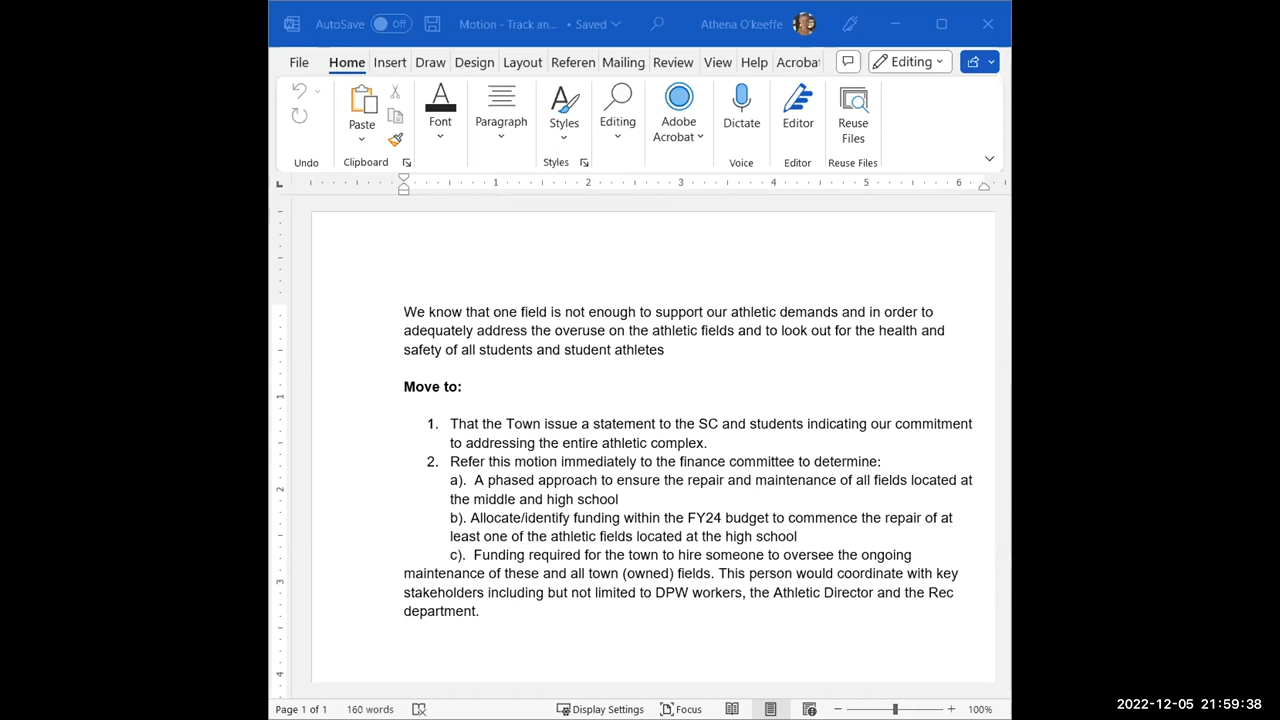 AutoSave Off Motion - Track an... • Saved Athena O'keeffe
File Home Insert Draw Design Layout Referen Mailing Review View Help Acrobat Editing
Paste Font Paragraph Styles Editing Adobe Acrobat Dictate Editor Reuse Files
Undo Clipboard Styles Voice Editor Reuse Files
1 2 3 4 5 6
We know that one field is not enough to support our athletic demands and in order to
adequately address the overuse on the athletic fields and to look out for the health and
safety of all students and student athletes
Move to:
1. That the Town issue a statement to the SC and students indicating our commitment
to addressing the entire athletic complex.
2. Refer this motion immediately to the finance committee to determine:
a). A phased approach to ensure the repair and maintenance of all fields located at
the middle and high school
b). Allocate/identify funding within the FY24 budget to commence the repair of at
least one of the athletic fields located at the high school
c). Funding required for the town to hire someone to oversee the ongoing
maintenance of these and all town (owned) fields. This person would coordinate with key
stakeholders including but not limited to DPW workers, the Athletic Director and the Rec
department.
1
2
3
4
Page 1 of 1 160 words Display Settings Focus 100%
2022-12-05 21:59:38